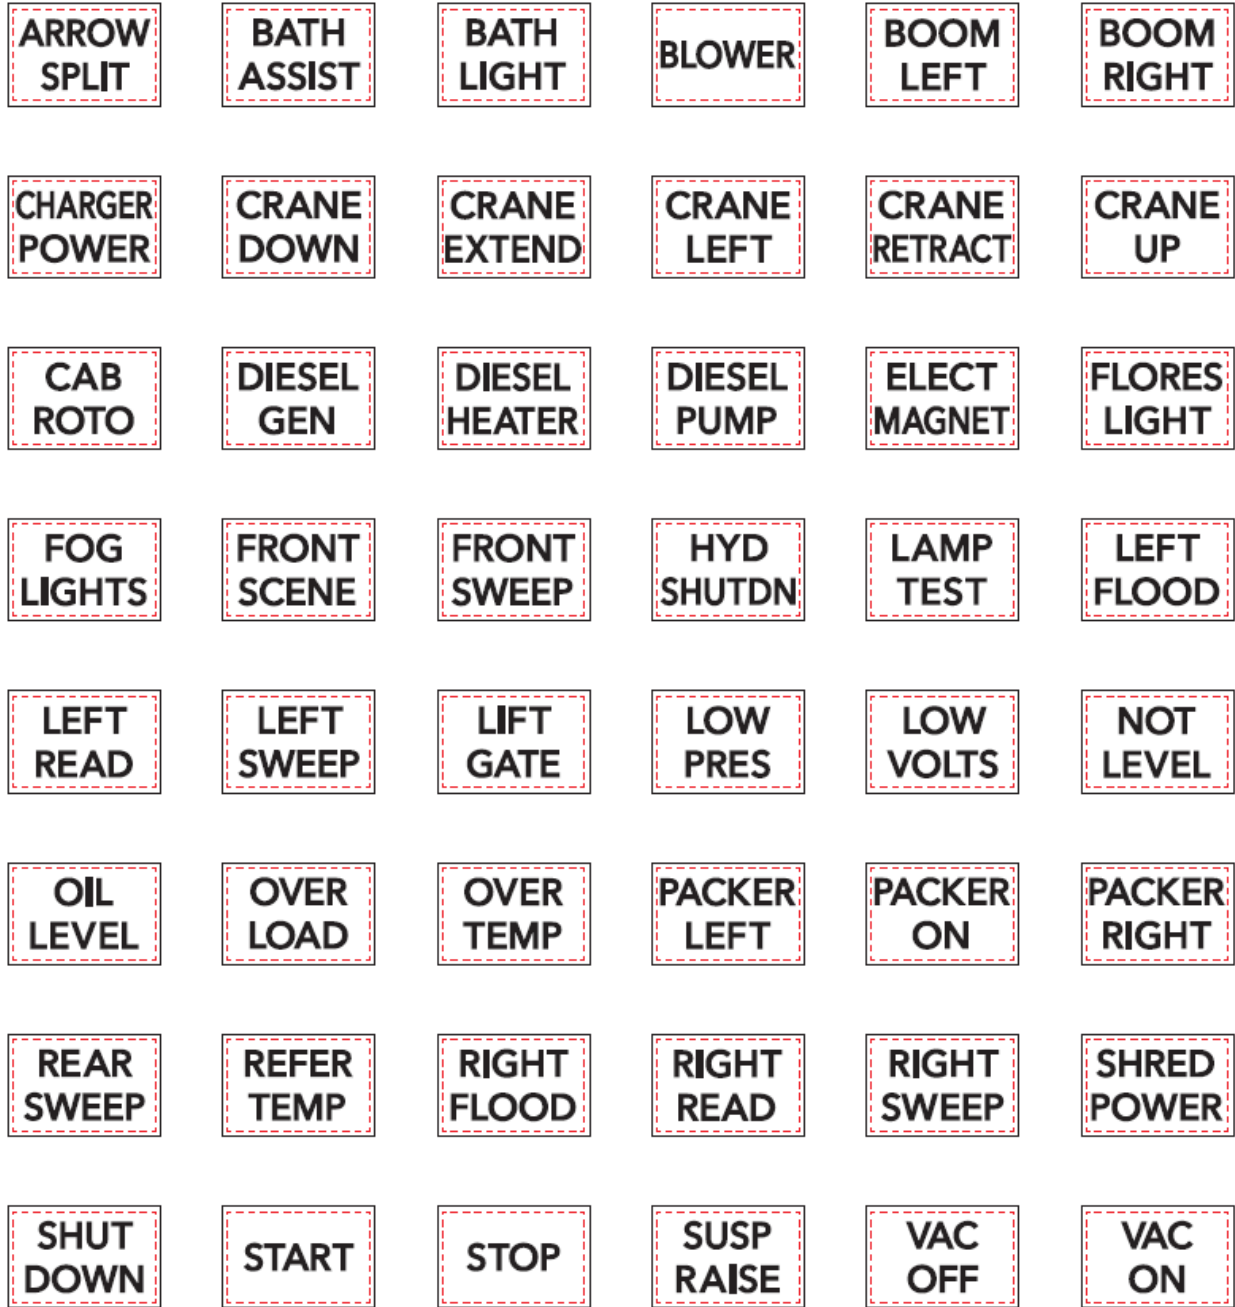 ARROW
SPLIT
BATH
ASSIST
BATH
LIGHT
BLOWER
BOOM
LEFT
BOOM
RIGHT
CHARGER
POWER
CRANE
DOWN
CRANE
EXTEND
CRANE
LEFT
CRANE
RETRACT
CRANE
UP
CAB
ROTO
DIESEL
GEN
DIESEL
HEATER
DIESEL
PUMP
ELECT
MAGNET
FLORES
LIGHT
FOG
LIGHTS
FRONT
SCENE
FRONT
SWEEP
HYD
SHUTDN
LAMP
TEST
LEFT
FLOOD
LEFT
READ
LEFT
SWEEP
LIFT
GATE
LOW
PRES
LOW
VOLTS
NOT
LEVEL
OIL
LEVEL
OVER
LOAD
OVER
TEMP
PACKER
LEFT
PACKER
ON
PACKER
RIGHT
REAR
SWEEP
REFER
TEMP
RIGHT
FLOOD
RIGHT
READ
RIGHT
SWEEP
SHRED
POWER
SHUT
DOWN
START
STOP
SUSP
RAISE
VAC
OFF
VAC
ON